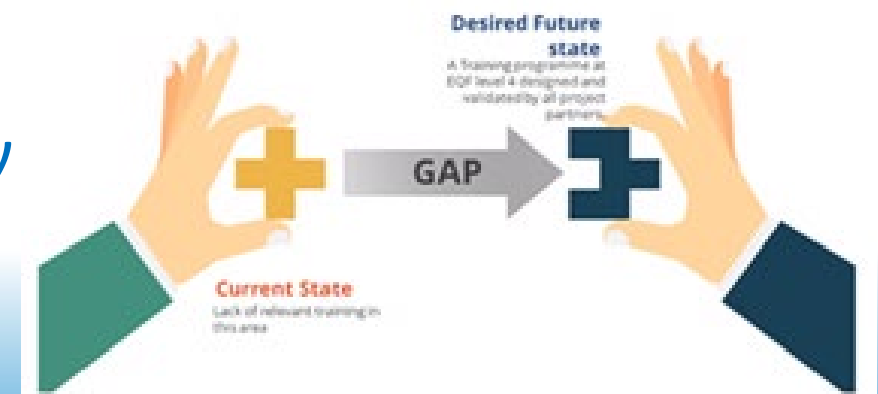 Desired Future
state
A Training programme at
EQF level 4 designed and
validated by all project
partners
GAP
Current State
Lack of relevant training in
this area